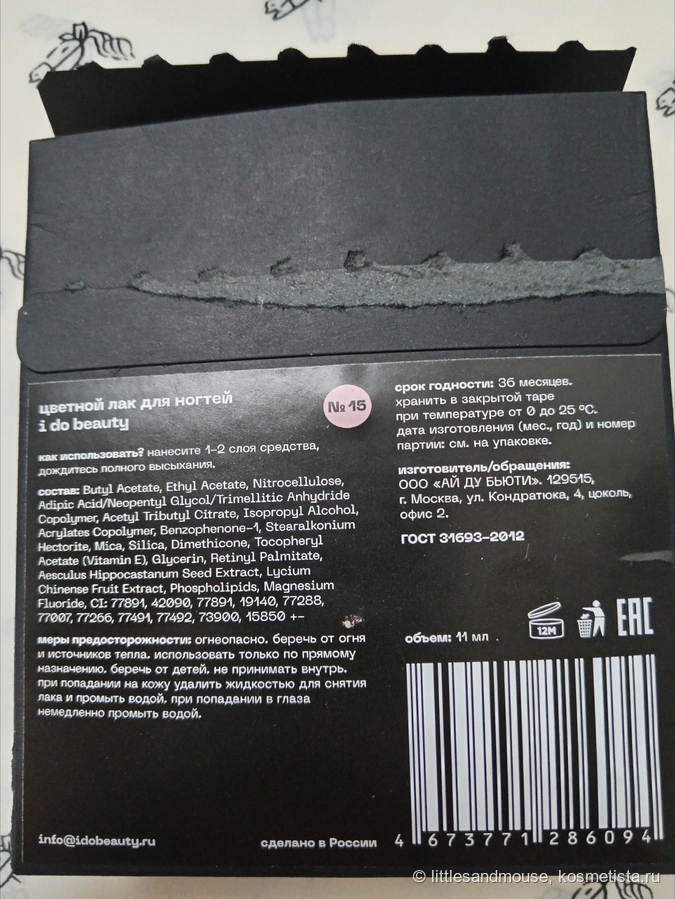 цветной лак для ногтей
i do beauty
№ 15
как использовать? нанесите 1-2 слоя средства,
дождитесь полного высыхания.
состав: Butyl Acetate, Ethyl Acetate, Nitrocellulose,
Adipic Acid/Neopentyl Glycol/Trimellitic Anhydride
Copolymer, Acetyl Tributyl Citrate, Isopropyl Alcohol,
Acrylates Copolymer, Benzophenone-1, Stearalkonium
Hectorite, Mica, Silica, Dimethicone, Tocopheryl
Acetate (Vitamin E), Glycerin, Retinyl Palmitate,
Aesculus Hippocastanum Seed Extract, Lycium
Chinense Fruit Extract, Phospholipids, Magnesium
Fluoride, CI: 77891, 42090, 77891, 19140, 77288,
77007, 77266, 77491, 77492, 73900, 15850 +-
меры предосторожности: огнеопасно. беречь от огня
и источников тепла. использовать только по прямому
назначению. беречь от детей. не принимать внутрь.
при попадании на кожу удалить жидкостью для снятия
лака и промыть водой. при попадании в глаза
немедленно промыть водой.
info@idobeauty.ru
сделано в России
срок годности: 36 месяцев.
хранить в закрытой таре
при температуре от 0 до 25 ºС.
дата изготовления (мес., год) и номер
партии: см. на упаковке.
изготовитель/обращения:
ООО «АЙ ДУ БЬЮТИ». 129515,
г. Москва, ул. Кондратюка, 4, цоколь,
офис 2.
ГОСТ 31693-2012
объем: 11 мл
12M
EAC
4 673771 286094
© littlesandmouse, kosmetista.ru